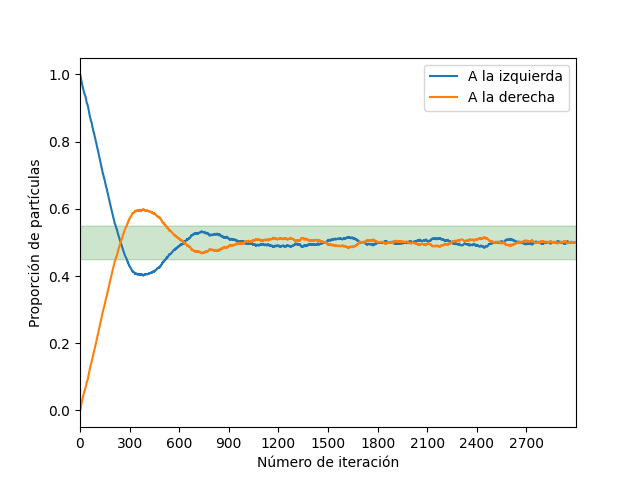 A la izquierda
A la derecha
1.0
0.8
0.6
0.4
0.2
0.0
Proporción de partículas
0 300 600 900 1200 1500 1800 2100 2400 2700
Número de iteración